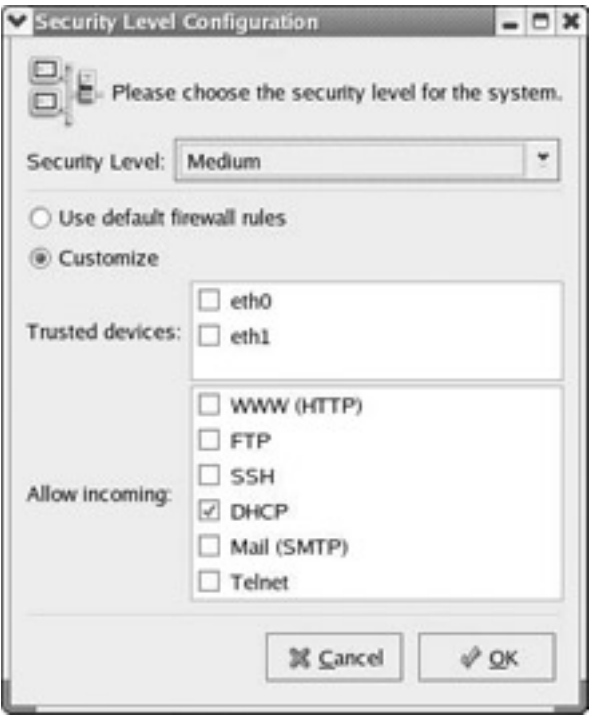 Security Level Configuration
Please choose the security level for the system.
Security Level: Medium
Use default firewall rules
Customize
Trusted devices:
eth0
eth1
Allow incoming:
WWW (HTTP)
FTP
SSH
DHCP
Mail (SMTP)
Telnet
Cancel
OK